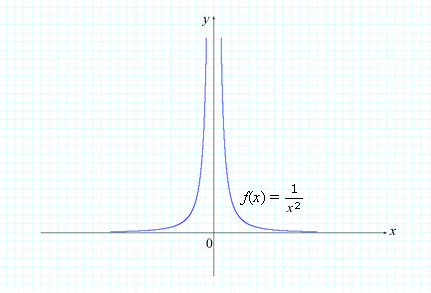 y
f(x) = 1/x²
x
0